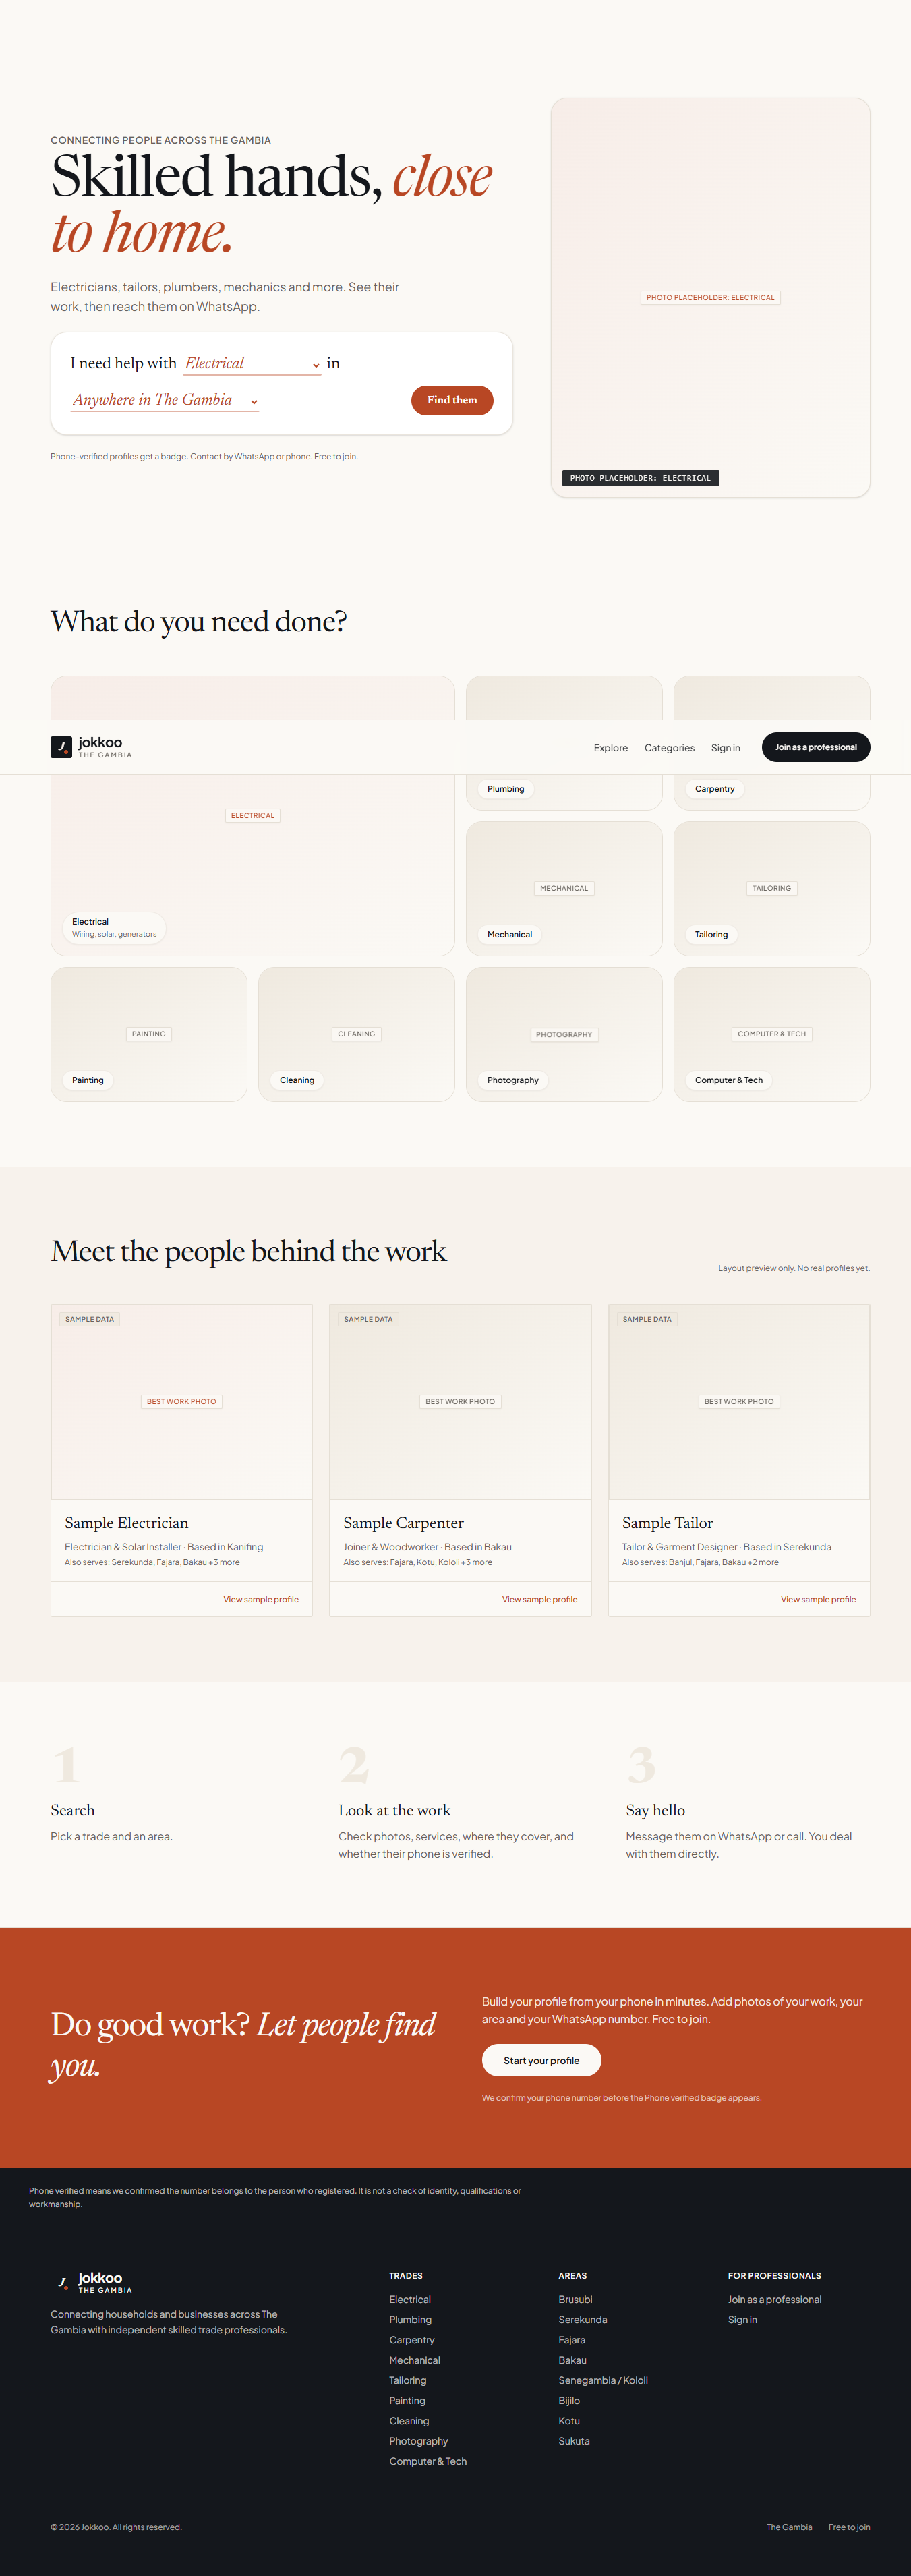 CONNECTING PEOPLE ACROSS THE GAMBIA
Skilled hands, close
to home.
Electricians, tailors, plumbers, mechanics and more. See their
work, then reach them on WhatsApp.
I need help with Electrical in
Anywhere in The Gambia
Find them
Phone-verified profiles get a badge. Contact by WhatsApp or phone. Free to join.
PHOTO PLACEHOLDER: ELECTRICAL
PHOTO PLACEHOLDER: ELECTRICAL
What do you need done?
J jokkoo
THE GAMBIA
Explore Categories Sign in Join as a professional
Plumbing
Carpentry
ELECTRICAL
Electrical
Wiring, solar, generators
MECHANICAL
Mechanical
TAILORING
Tailoring
PAINTING
Painting
CLEANING
Cleaning
PHOTOGRAPHY
Photography
COMPUTER & TECH
Computer & Tech
Meet the people behind the work
Layout preview only. No real profiles yet.
SAMPLE DATA
BEST WORK PHOTO
Sample Electrician
Electrician & Solar Installer · Based in Kanifing
Also serves: Serekunda, Fajara, Bakau +3 more
View sample profile
SAMPLE DATA
BEST WORK PHOTO
Sample Carpenter
Joiner & Woodworker · Based in Bakau
Also serves: Fajara, Kotu, Kololi +3 more
View sample profile
SAMPLE DATA
BEST WORK PHOTO
Sample Tailor
Tailor & Garment Designer · Based in Serekunda
Also serves: Banjul, Fajara, Bakau +2 more
View sample profile
1
Search
Pick a trade and an area.
2
Look at the work
Check photos, services, where they cover, and
whether their phone is verified.
3
Say hello
Message them on WhatsApp or call. You deal
with them directly.
Do good work? Let people find
you.
Build your profile from your phone in minutes. Add photos of your work, your
area and your WhatsApp number. Free to join.
Start your profile
We confirm your phone number before the Phone verified badge appears.
Phone verified means we confirmed the number belongs to the person who registered. It is not a check of identity, qualifications or
workmanship.
J jokkoo
THE GAMBIA
Connecting households and businesses across The
Gambia with independent skilled trade professionals.
TRADES
Electrical
Plumbing
Carpentry
Mechanical
Tailoring
Painting
Cleaning
Photography
Computer & Tech
AREAS
Brusubi
Serekunda
Fajara
Bakau
Senegambia / Kololi
Bijilo
Kotu
Sukuta
FOR PROFESSIONALS
Join as a professional
Sign in
© 2026 Jokkoo. All rights reserved.
The Gambia Free to join